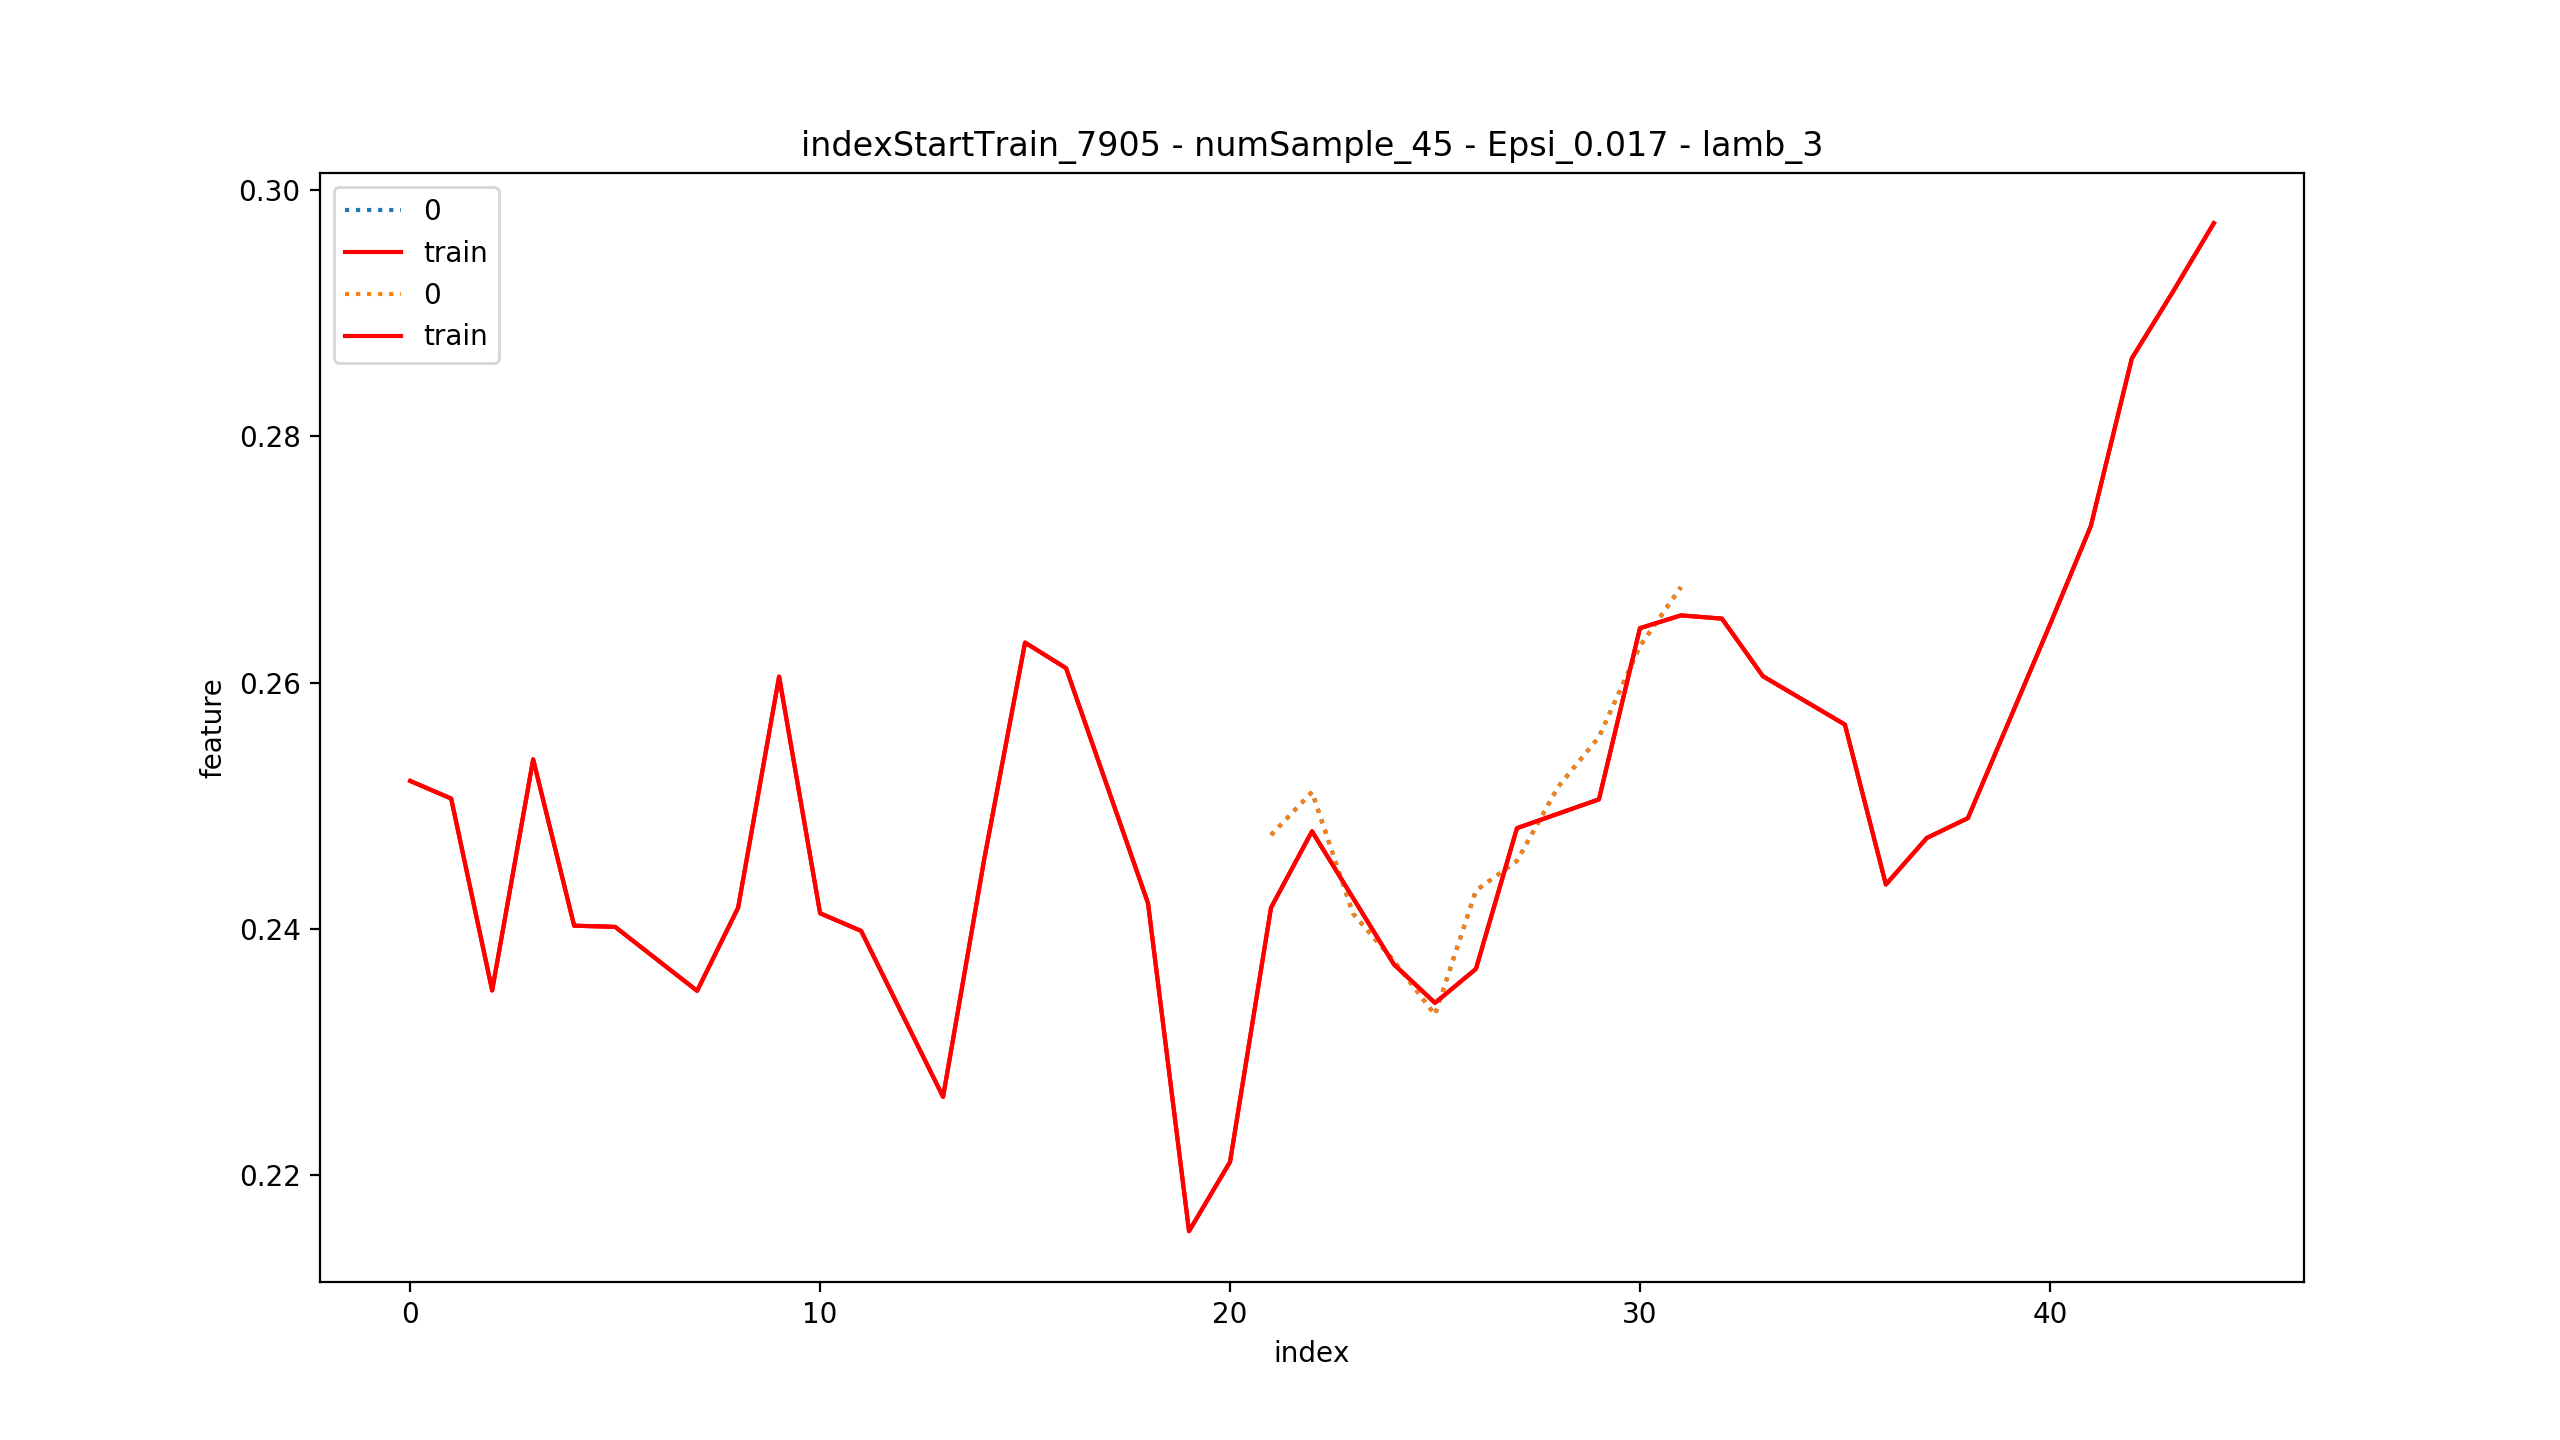 indexStartTrain_7905 - numSample_45 - Epsi_0.017 - lamb_3
0
train
0
train
0.30
0.28
0.26
0.24
0.22
feature
0 10 20 30 40
index